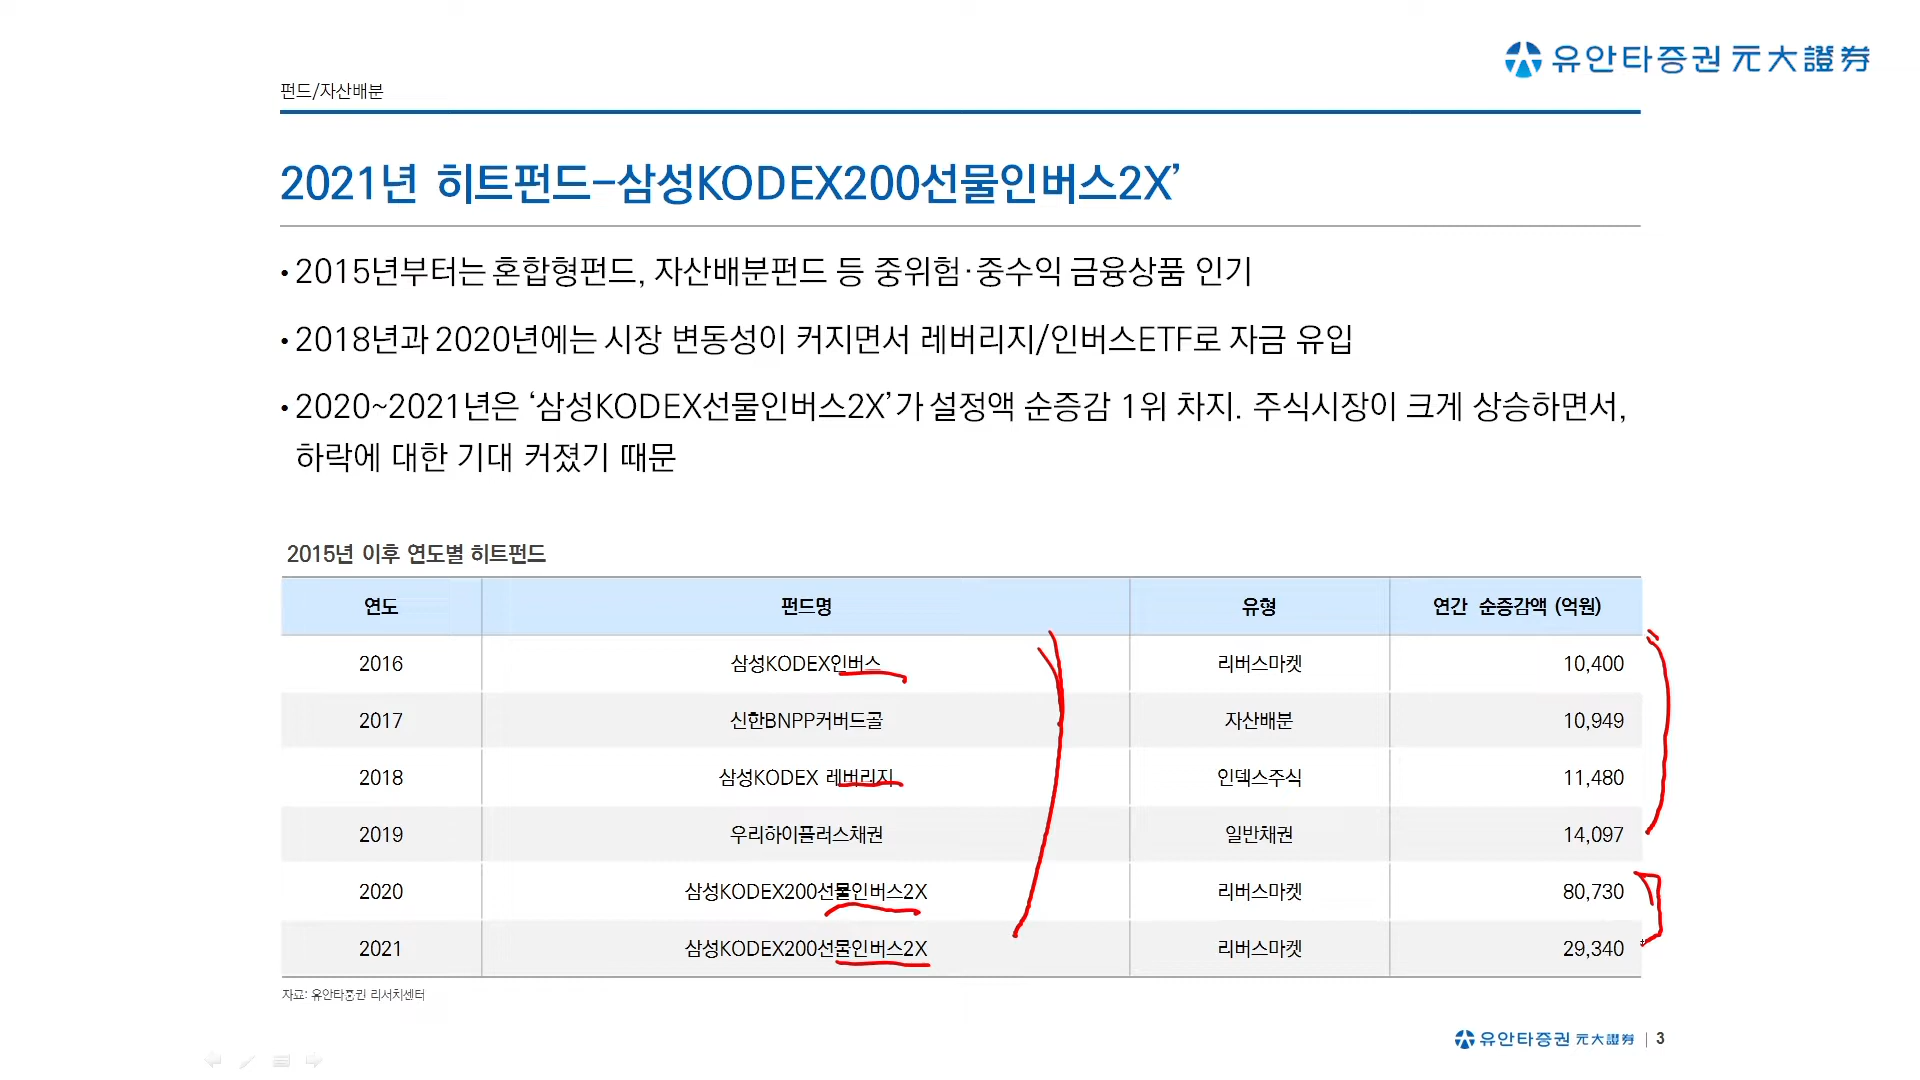 유안타증권 元大證券
펀드/자산배분
2021년 히트펀드-삼성KODEX200선물인버스2X’
• 2015년부터는 혼합형펀드, 자산배분펀드 등 중위험·중수익 금융상품 인기
• 2018년과 2020년에는 시장 변동성이 커지면서 레버리지/인버스ETF로 자금 유입
• 2020~2021년은 ‘삼성KODEX선물인버스2X’가 설정액 순증감 1위 차지. 주식시장이 크게 상승하면서,
하락에 대한 기대 커졌기 때문
2015년 이후 연도별 히트펀드
연도 펀드명 유형 연간 순증감액 (억원)
2016 삼성KODEX인버스 리버스마켓 10,400
2017 신한BNPP커버드골 자산배분 10,949
2018 삼성KODEX 레버리지 인덱스주식 11,480
2019 우리하이플러스채권 일반채권 14,097
2020 삼성KODEX200선물인버스2X 리버스마켓 80,730
2021 삼성KODEX200선물인버스2X 리버스마켓 29,340
자료: 유안타증권 리서치센터
유안타증권 元大證券 | 3